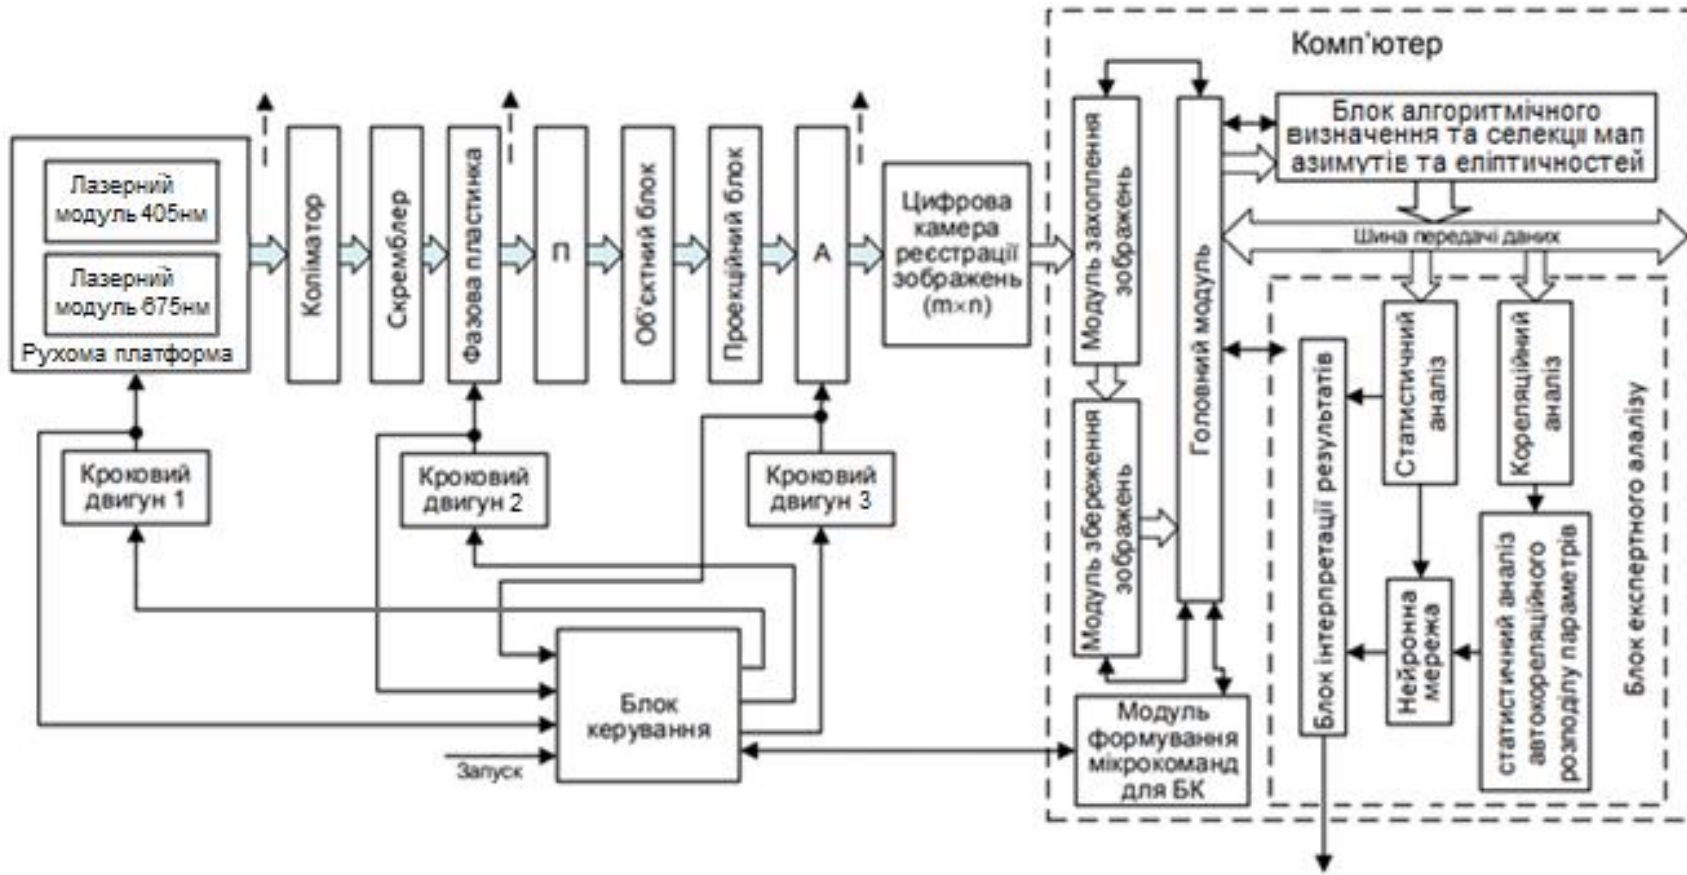 Комп'ютер
Лазерний
модуль 405нм
Лазерний
модуль 675нм
Рухома платформа
Коліматор
Скремблер
Фазова пластинка
П
Об'єктний блок
Проекційний блок
А
Цифрова
камера
реєстрації
зображень
(m×n)
Модуль захоплення
зображень
Модуль збереження
зображень
Головний модуль
Блок алгоритмічного
визначення та селекції мап
азимутів та еліптичностей
Шина передачі даних
Статистичний
аналіз
Кореляційний
аналіз
Блок інтерпретації результатів
Нейронна
мережа
статистичний аналіз
автокореляційного
розподілу параметрів
Блок експертного алалізу
Кроковий
двигун 1
Кроковий
двигун 2
Кроковий
двигун 3
Блок
керування
Запуск
Модуль
формування
мікрокоманд
для БК